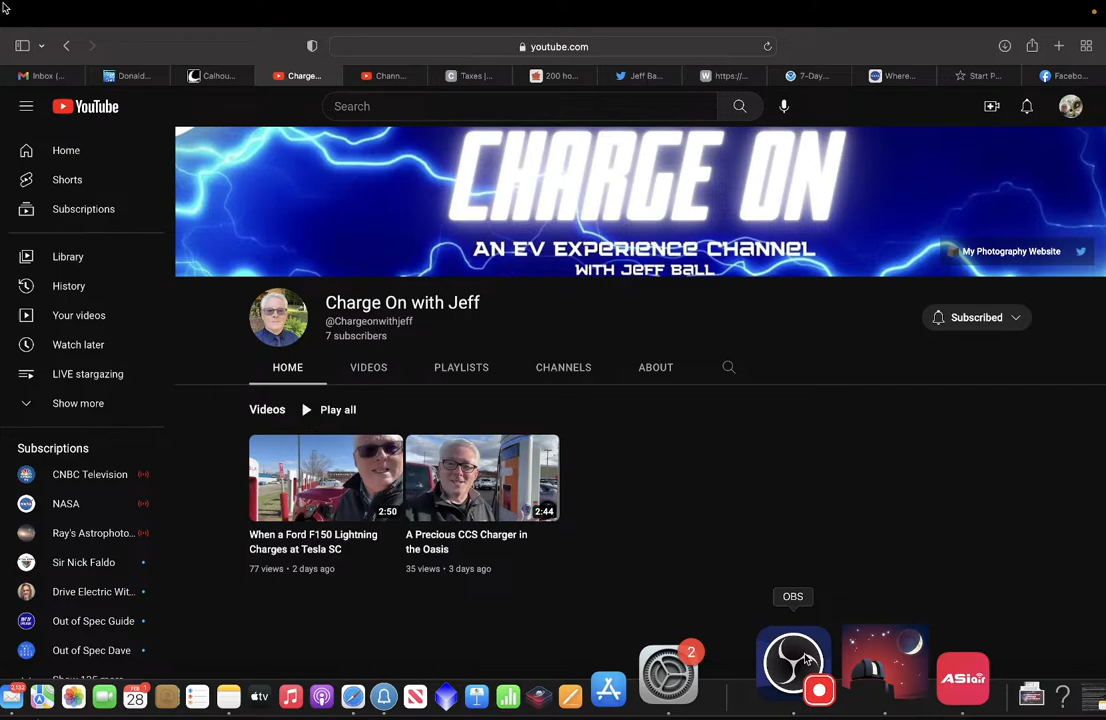 youtube.com
Inbox (...
Donald...
Calhou...
Charge...
Chann...
Taxes |...
200 ho...
Jeff Ba...
https:/...
7-Day...
Where...
Start P...
Facebo...
YouTube
Search
Home
Shorts
Subscriptions
Library
History
Your videos
Watch later
LIVE stargazing
Show more
Subscriptions
CNBC Television
NASA
Ray's Astrophoto...
Sir Nick Faldo
Drive Electric Wit...
Out of Spec Guide
Out of Spec Dave
CHARGE ON
AN EV EXPERIENCE CHANNEL
WITH JEFF BALL
My Photography Website
Charge On with Jeff
@Chargeonwithjeff
7 subscribers
Subscribed
HOME
VIDEOS
PLAYLISTS
CHANNELS
ABOUT
Videos
Play all
2:50
2:44
When a Ford F150 Lightning
Charges at Tesla SC
77 views • 2 days ago
A Precious CCS Charger in
the Oasis
35 views • 3 days ago
OBS
2
2,132
FEB
28
tv
ASIair